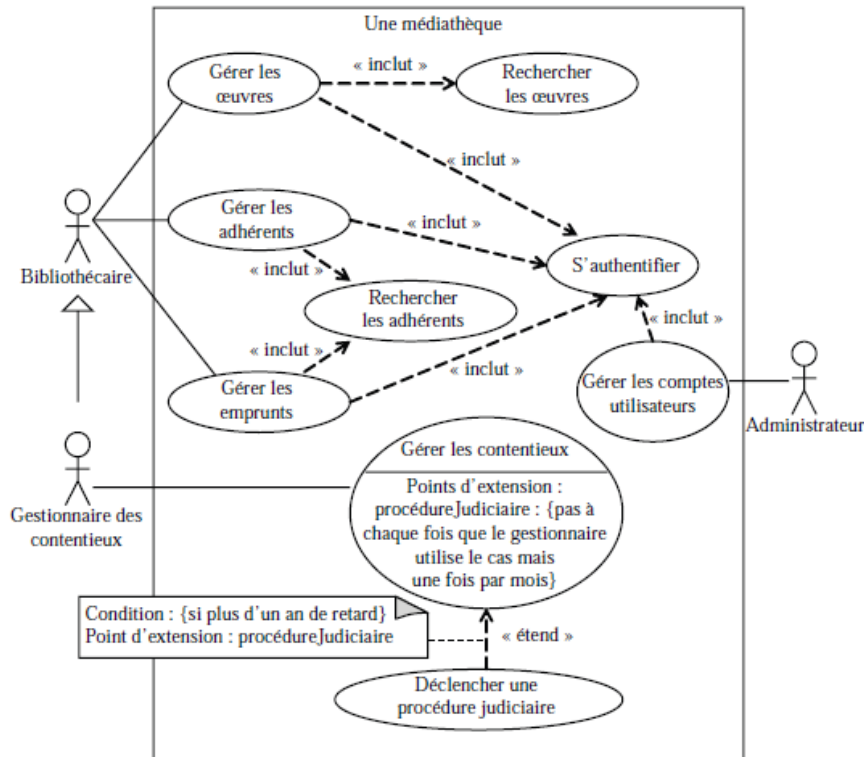 Une médiathèque
Gérer les
œuvres
« inclut »
Rechercher
les œuvres
« inclut »
Gérer les
adhérents
« inclut »
S’authentifier
Bibliothécaire
« inclut »
Rechercher
les adhérents
« inclut »
« inclut »
« inclut »
Gérer les
emprunts
Gérer les comptes
utilisateurs
Administrateur
Gérer les contentieux
Gestionnaire des
contentieux
Points d’extension :
procédureJudiciaire : {pas à
chaque fois que le gestionnaire
utilise le cas mais
une fois par mois}
Condition : {si plus d’un an de retard}
Point d’extension : procédureJudiciaire
« étend »
Déclencher une
procédure judiciaire